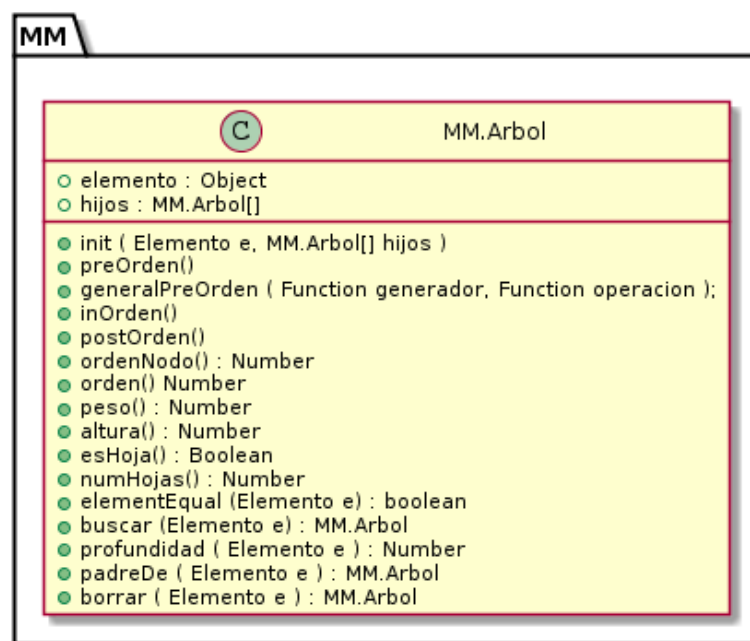 MM
C MM.Arbol
elemento : Object
hijos : MM.Arbol[]
init ( Elemento e, MM.Arbol[] hijos )
preOrden()
generalPreOrden ( Function generador, Function operacion );
inOrden()
postOrden()
ordenNodo() : Number
orden() Number
peso() : Number
altura() : Number
esHoja() : Boolean
numHojas() : Number
elementEqual (Elemento e) : boolean
buscar (Elemento e) : MM.Arbol
profundidad ( Elemento e ) : Number
padreDe ( Elemento e ) : MM.Arbol
borrar ( Elemento e ) : MM.Arbol